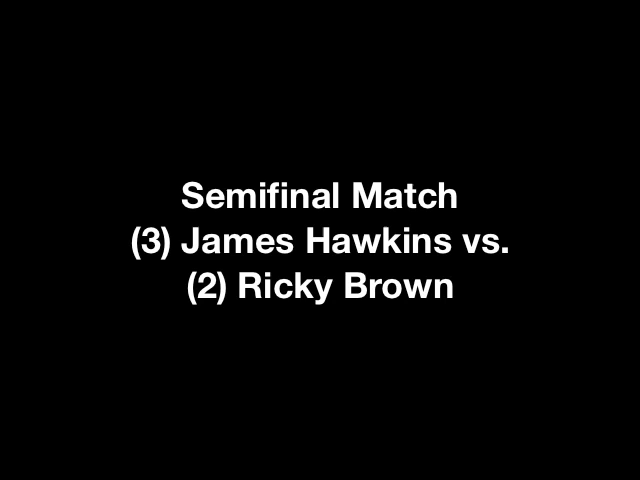 Semifinal Match
(3) James Hawkins vs.
(2) Ricky Brown